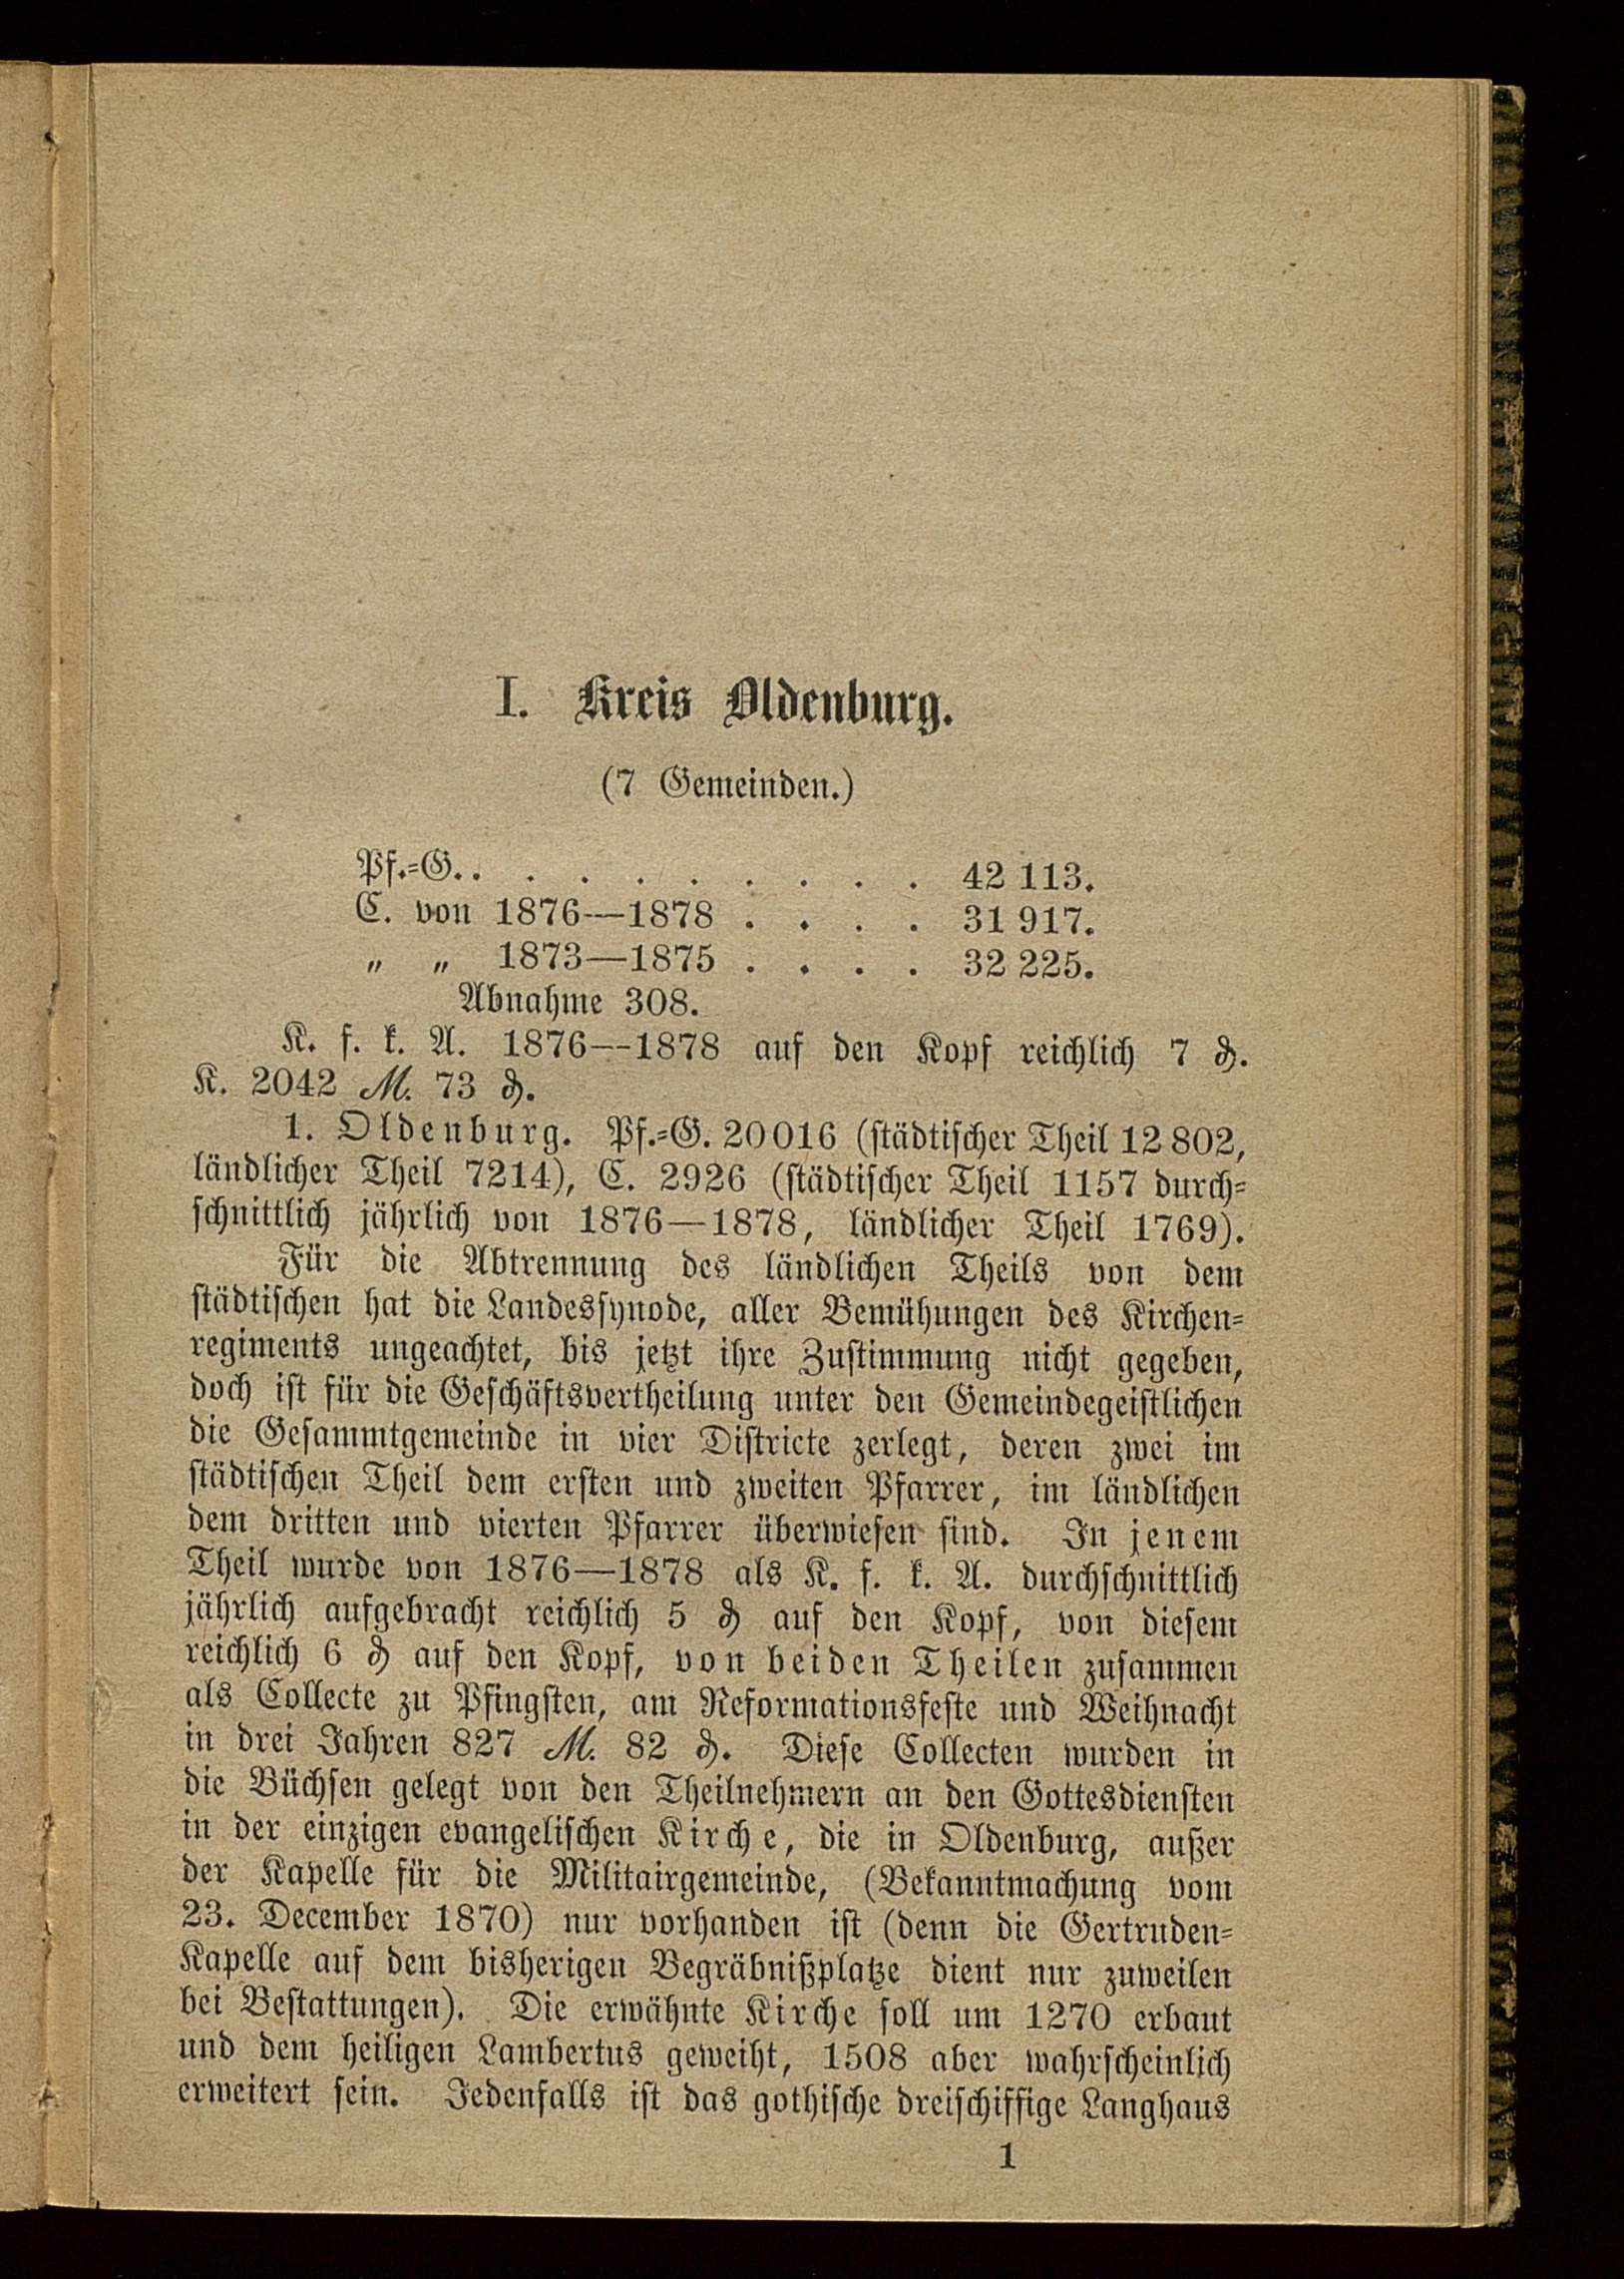 I. Kreis Oldenburg.
(7 Gemeinden.)
Pf.=G. . . . . . . . . . 42 113.
C. von 1876—1878 . . . . 31 917.
„ „ 1873—1875 . . . . 32 225.
Abnahme 308.
K. f. k. A. 1876—1878 auf den Kopf reichlich 7 ₰.
K. 2042 M. 73 ₰.
1. Oldenburg. Pf.=G. 20 016 (städtischer Theil 12 802,
ländlicher Theil 7214), C. 2926 (städtischer Theil 1157 durch=
schnittlich jährlich von 1876—1878, ländlicher Theil 1769).
Für die Abtrennung des ländlichen Theils von dem
städtischen hat die Landessynode, aller Bemühungen des Kirchen=
regiments ungeachtet, bis jetzt ihre Zustimmung nicht gegeben,
doch ist für die Geschäftsvertheilung unter den Gemeindegeistlichen
die Gesammtgemeinde in vier Districte zerlegt, deren zwei im
städtischen Theil dem ersten und zweiten Pfarrer, im ländlichen
dem dritten und vierten Pfarrer überwiesen sind. In jenem
Theil wurde von 1876—1878 als K. f. k. A. durchschnittlich
jährlich aufgebracht reichlich 5 ₰ auf den Kopf, von diesem
reichlich 6 ₰ auf den Kopf, von beiden Theilen zusammen
als Collecte zu Pfingsten, am Reformationsfeste und Weihnacht
in drei Jahren 827 M. 82 ₰. Diese Collecten wurden in
die Büchsen gelegt von den Theilnehmern an den Gottesdiensten
in der einzigen evangelischen Kirche, die in Oldenburg, außer
der Kapelle für die Militairgemeinde, (Bekanntmachung vom
23. December 1870) nur vorhanden ist (denn die Gertruden=
Kapelle auf dem bisherigen Begräbnißplatze dient nur zuweilen
bei Bestattungen). Die erwähnte Kirche soll um 1270 erbaut
und dem heiligen Lambertus geweiht, 1508 aber wahrscheinlich
erweitert sein. Jedenfalls ist das gothische dreischiffige Langhaus
1